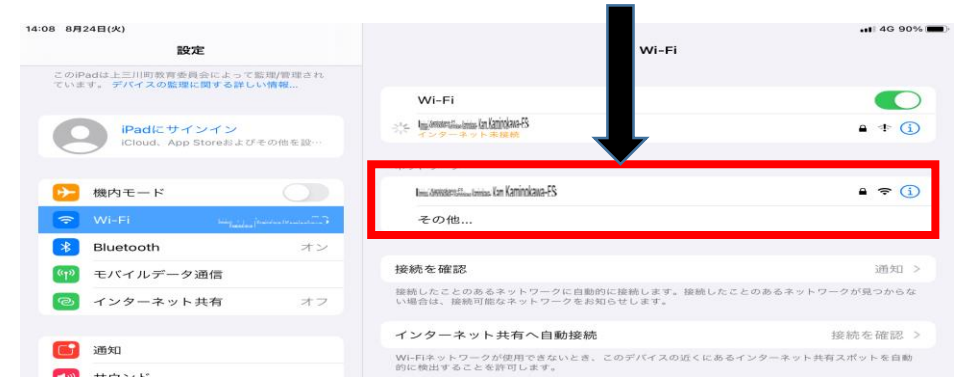 14:08 8月24日(火)
4G 90%
設定
Wi-Fi
このiPadは上三川町教育委員会によって監理/管理され
ています。 デバイスの監理に関する詳しい情報...
iPadにサインイン
iCloud、App Storeおよびその他を設…
機内モード
Wi-Fi
Bluetooth オン
モバイルデータ通信
インターネット共有 オフ
通知
サウンド
Wi-Fi
Kaminokawa-ES
インターネット未接続
Kaminokawa-ES
その他...
接続を確認 通知 >
接続したことのあるネットワークに自動的に接続します。接続したことのあるネットワークが見つからな
い場合は、接続可能なネットワークをお知らせします。
インターネット共有へ自動接続 接続を確認 >
Wi-Fiネットワークが使用できないとき、このデバイスの近くにあるインターネット共有スポットを自動
的に検出することを許可します。